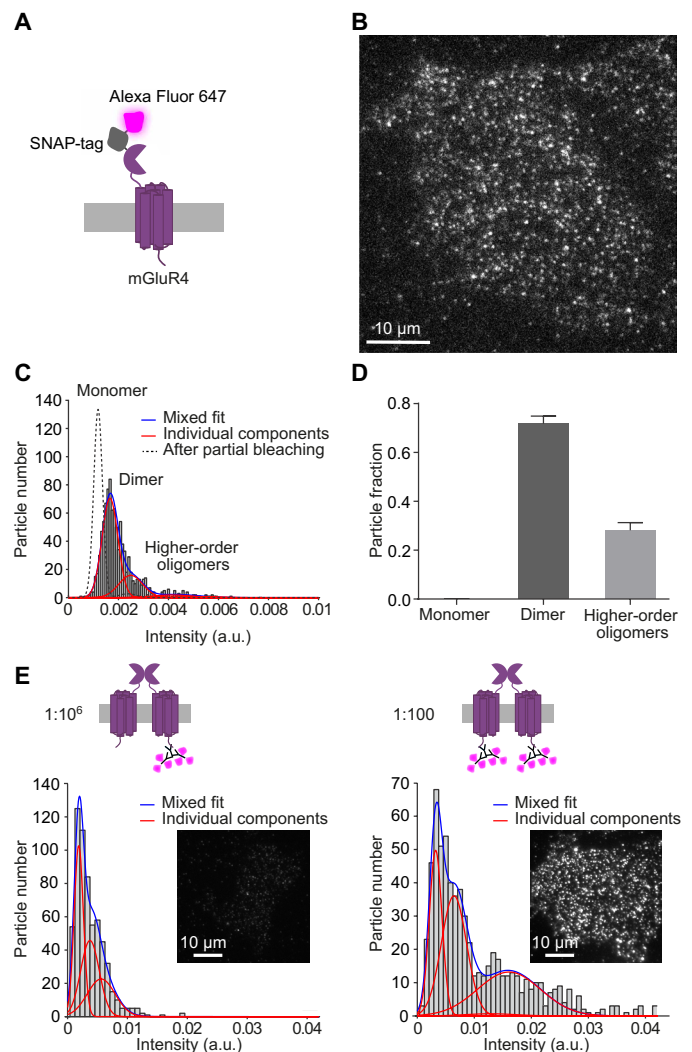 A
Alexa Fluor 647
SNAP-tag
mGluR4
B
10 µm
C
Monomer
Mixed fit
Individual components
After partial bleaching
Dimer
Higher-order
oligomers
Particle number
140
120
100
80
60
40
20
0
0 0.002 0.004 0.006 0.008 0.01
Intensity (a.u.)
D
Particle fraction
0.8
0.6
0.4
0.2
0.0
Monomer Dimer Higher-order
oligomers
E
1:10⁶
Mixed fit
Individual components
10 µm
Particle number
140
120
100
80
60
40
20
0
0 0.01 0.02 0.03 0.04
Intensity (a.u.)
1:100
Mixed fit
Individual components
10 µm
Particle number
70
60
50
40
30
20
10
0
0 0.01 0.02 0.03 0.04
Intensity (a.u.)